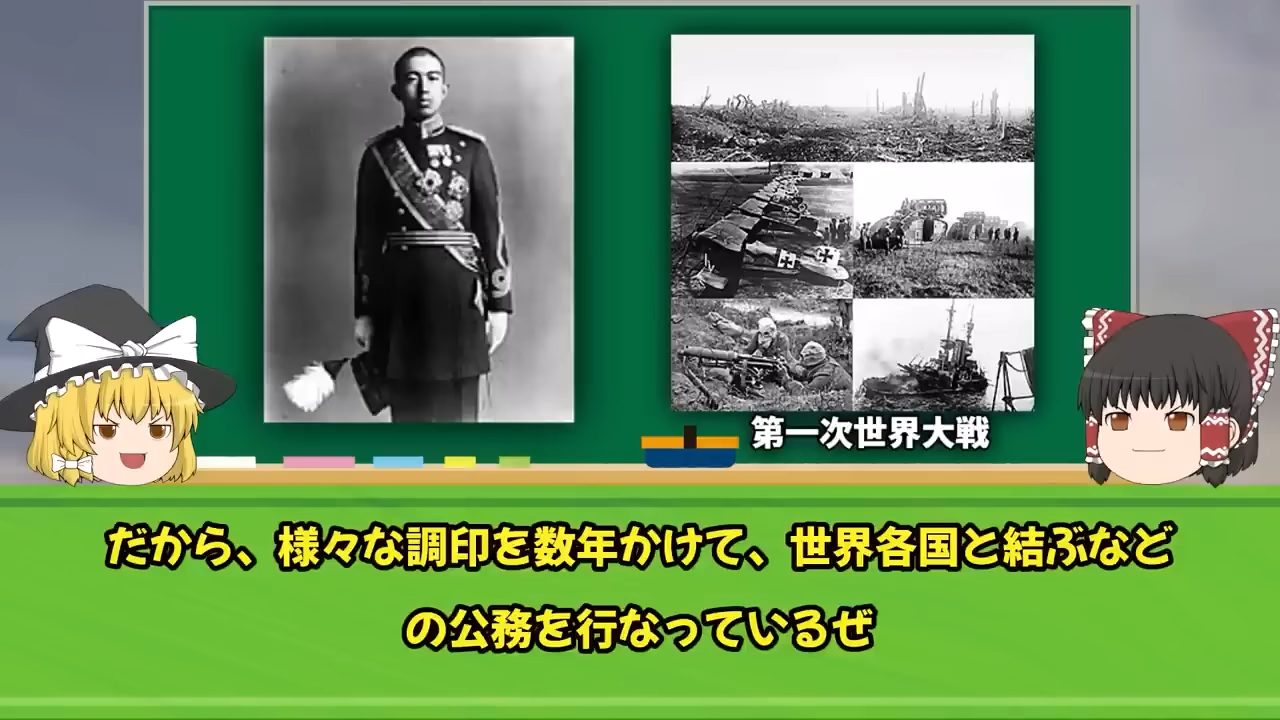 第一次世界大戦
だから、様々な調印を数年かけて、世界各国と結ぶなど
の公務を行なっているぜ